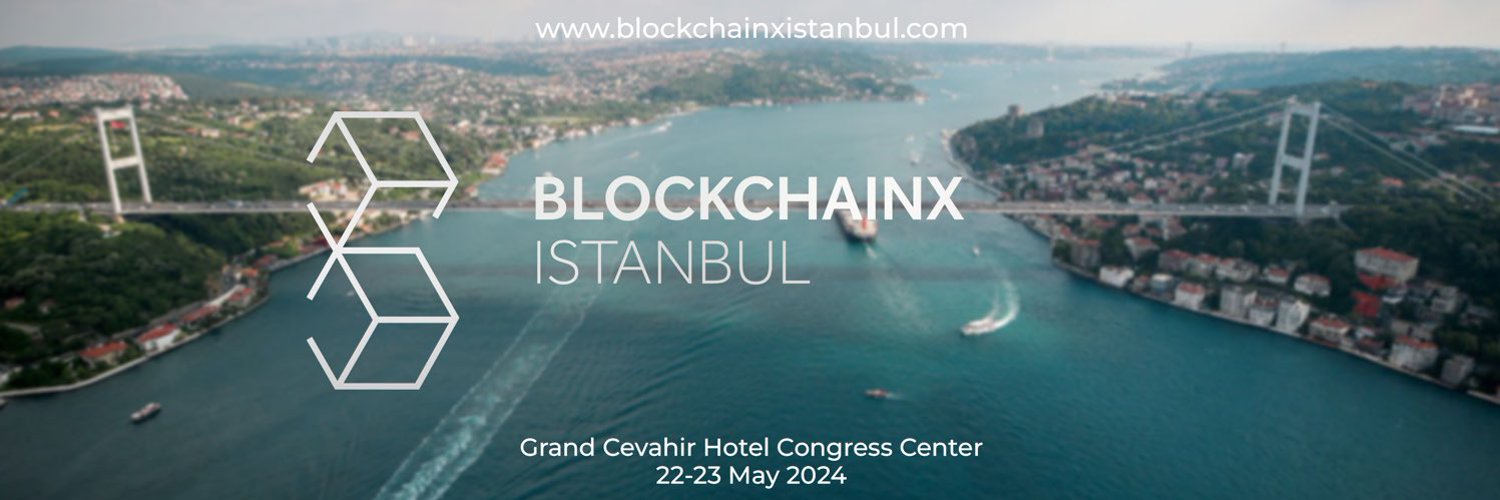 www.blockchainxistanbul.com
BLOCKCHAINX
ISTANBUL
Grand Cevahir Hotel Congress Center
22-23 May 2024